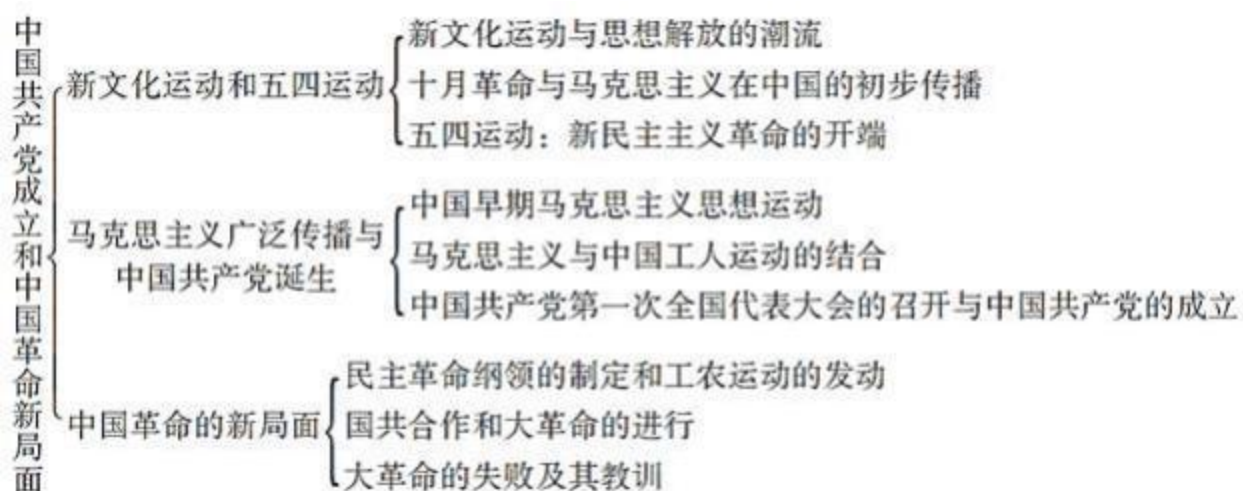 中国共产党成立和中国革命新局面
新文化运动和五四运动
新文化运动与思想解放的潮流
十月革命与马克思主义在中国的初步传播
五四运动：新民主主义革命的开端
马克思主义广泛传播与
中国共产党诞生
中国早期马克思主义思想运动
马克思主义与中国工人运动的结合
中国共产党第一次全国代表大会的召开与中国共产党的成立
中国革命的新局面
民主革命纲领的制定和工农运动的发动
国共合作和大革命的进行
大革命的失败及其教训